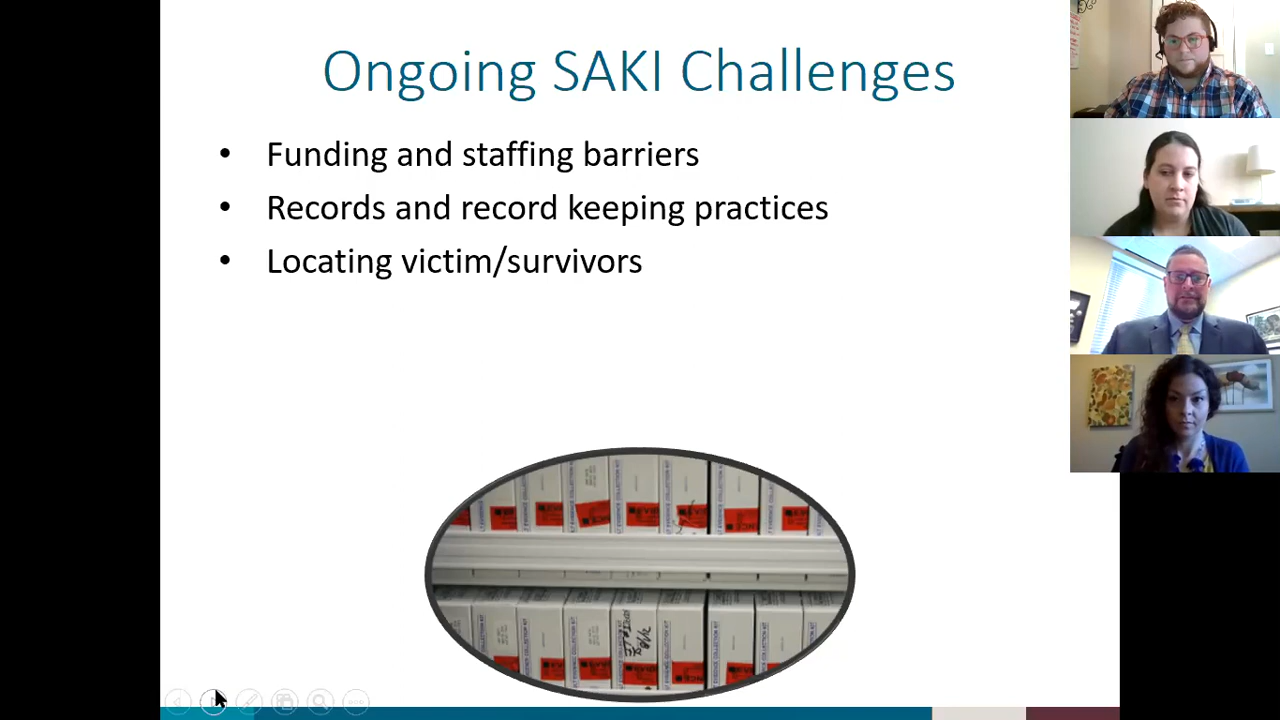 Ongoing SAKI Challenges
• Funding and staffing barriers
• Records and record keeping practices
• Locating victim/survivors